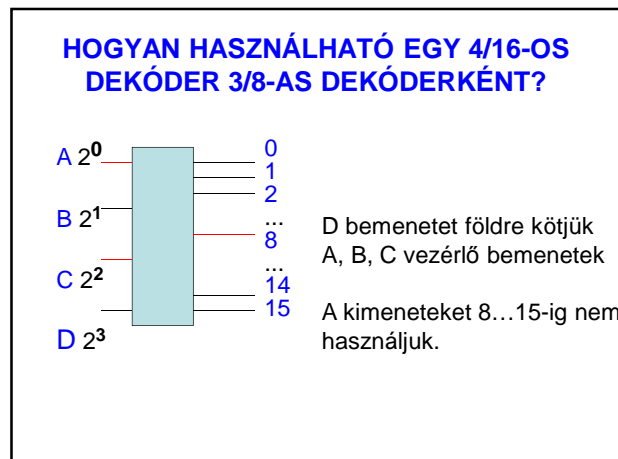 HOGYAN HASZNÁLHATÓ EGY 4/16-OS
DEKÓDER 3/8-AS DEKÓDERKÉNT?
A 2⁰
B 2¹
C 2²
D 2³
0
1
2
...
8
...
14
15
D bemenetet földre kötjük
A, B, C vezérlő bemenetek
A kimeneteket 8…15-ig nem
használjuk.